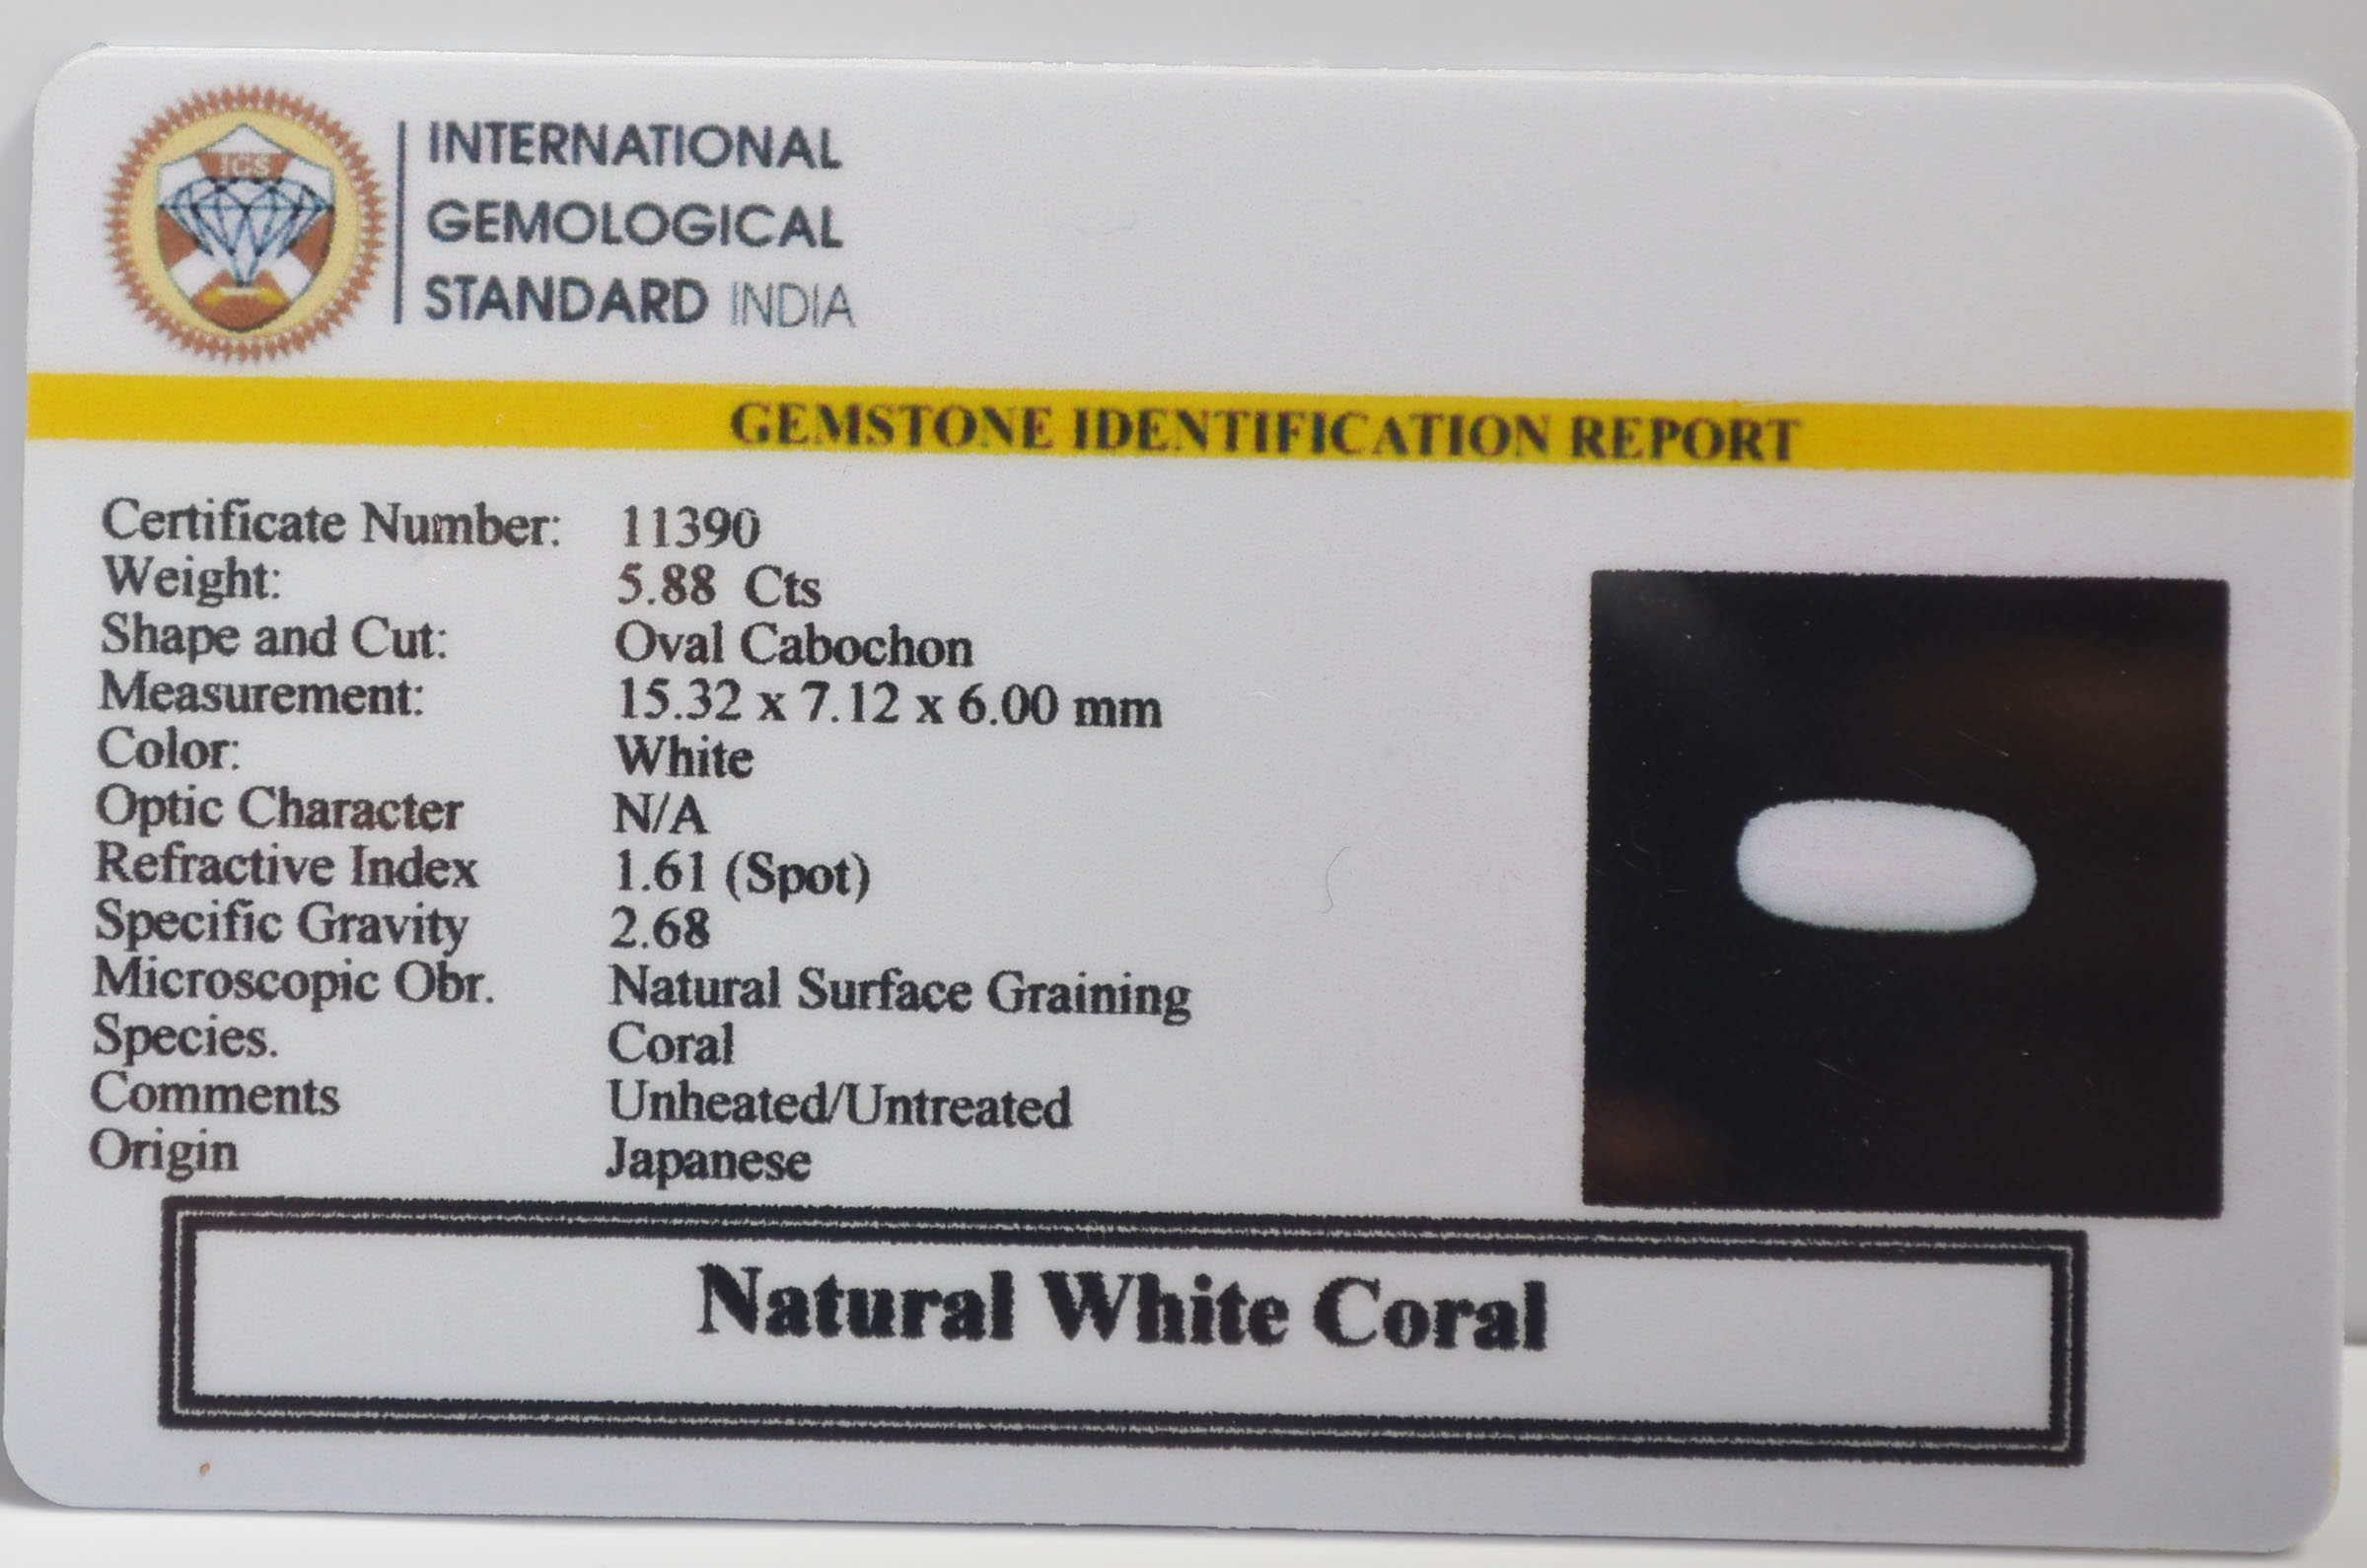 IGS
INTERNATIONAL
GEMOLOGICAL
STANDARD INDIA
GEMSTONE IDENTIFICATION REPORT
Certificate Number: 11390
Weight: 5.88 Cts
Shape and Cut: Oval Cabochon
Measurement: 15.32 x 7.12 x 6.00 mm
Color: White
Optic Character N/A
Refractive Index 1.61 (Spot)
Specific Gravity 2.68
Microscopic Obr. Natural Surface Graining
Species. Coral
Comments Unheated/Untreated
Origin Japanese
Natural White Coral